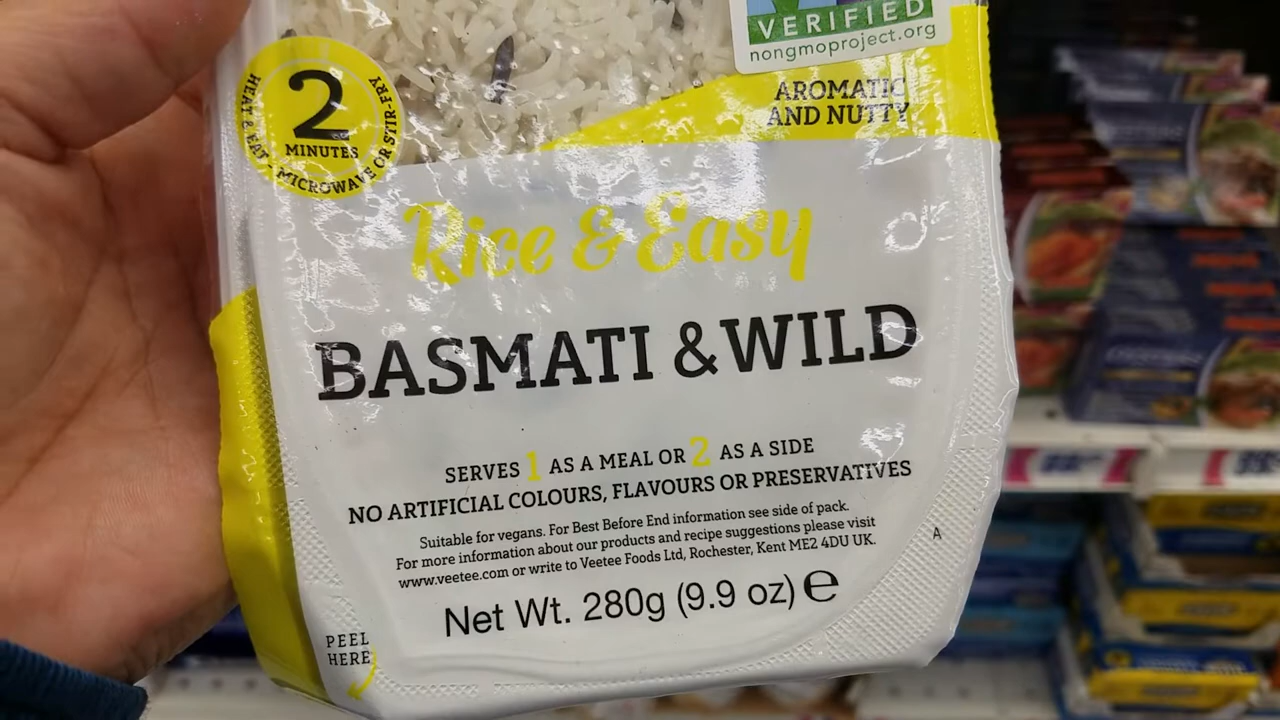 VERIFIED
nongmoproject.org
AROMATIC
AND NUTTY
2
MINUTES
HEAT & EAT - MICROWAVE OR STIR-FRY
Rice & Easy
BASMATI & WILD
SERVES 1 AS A MEAL OR 2 AS A SIDE
NO ARTIFICIAL COLOURS, FLAVOURS OR PRESERVATIVES
Suitable for vegans. For Best Before End information see side of pack.
For more information about our products and recipe suggestions please visit
www.veetee.com or write to Veetee Foods Ltd, Rochester, Kent ME2 4DU UK.
A
Net Wt. 280g (9.9 oz) e
PEEL
HERE